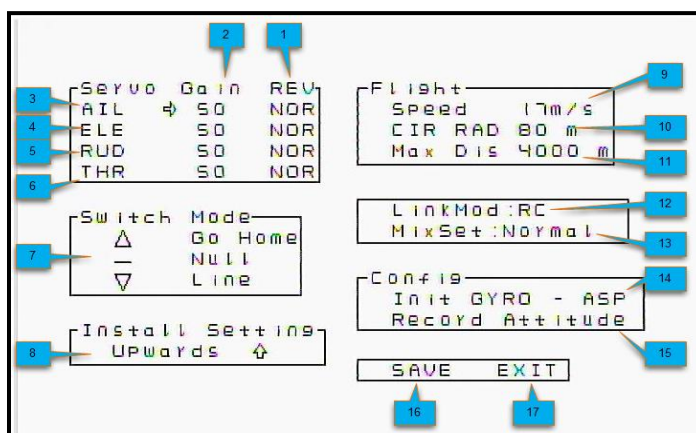 2
1
Servo Gain REV
3
AIL 50 NOR
4
ELE 50 NOR
5
RUD 50 NOR
6
THR 50 NOR
Switch Mode
7
Go Home
Null
Line
Install Setting
8
Upwards
Flight
9
Speed 17m/s
10
CIR RAD 80 m
11
Max Dis 4000 m
12
LinkMod:RC
13
MixSet:Normal
Config
14
Init GYRO - ASP
Record Attitude
15
SAVE EXIT
16
17